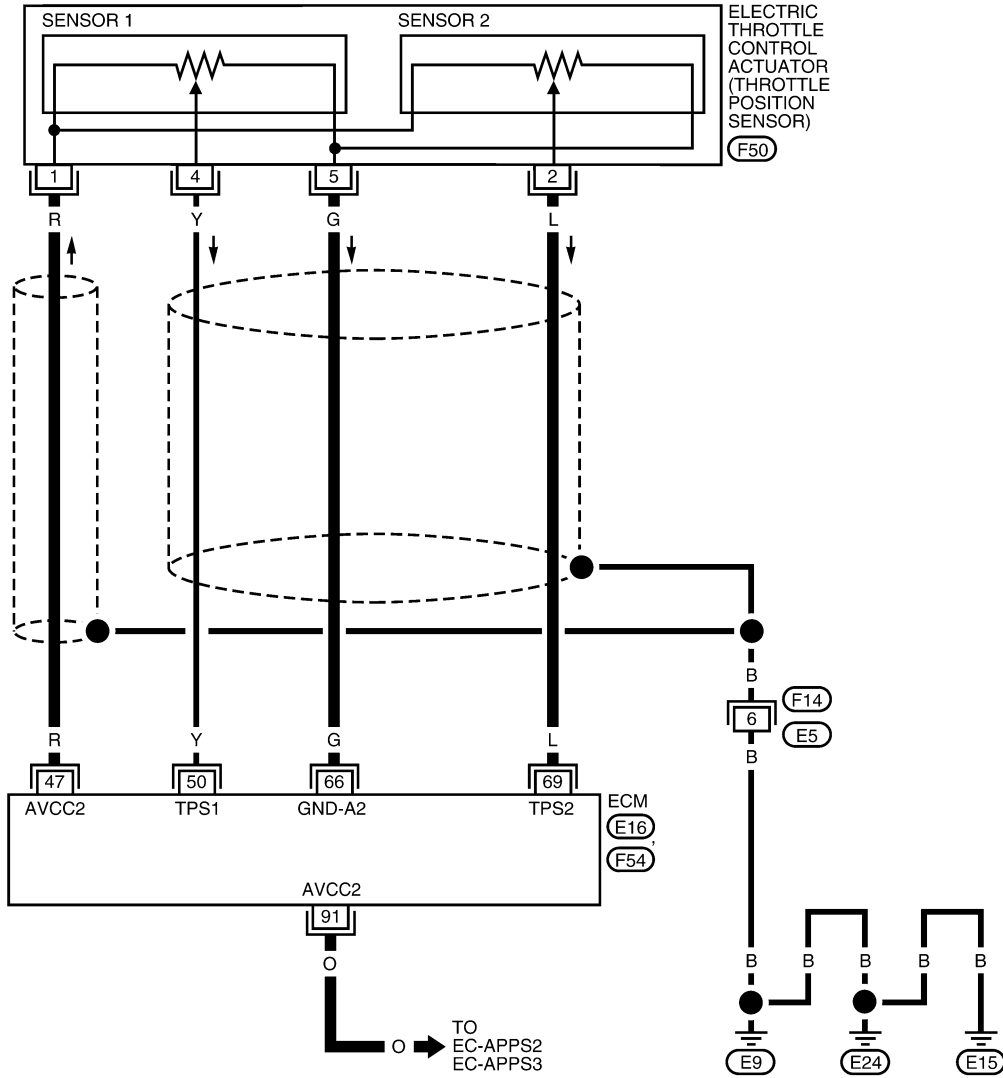 SENSOR 1
SENSOR 2
ELECTRIC
THROTTLE
CONTROL
ACTUATOR
(THROTTLE
POSITION
SENSOR)
F50
1
4
5
2
R
Y
G
L
B
F14
6
E5
B
R
Y
G
L
47
50
66
69
AVCC2
TPS1
GND-A2
TPS2
ECM
E16
,
F54
AVCC2
91
O
B
B
B
B
B
O
TO
EC-APPS2
EC-APPS3
E9
E24
E15